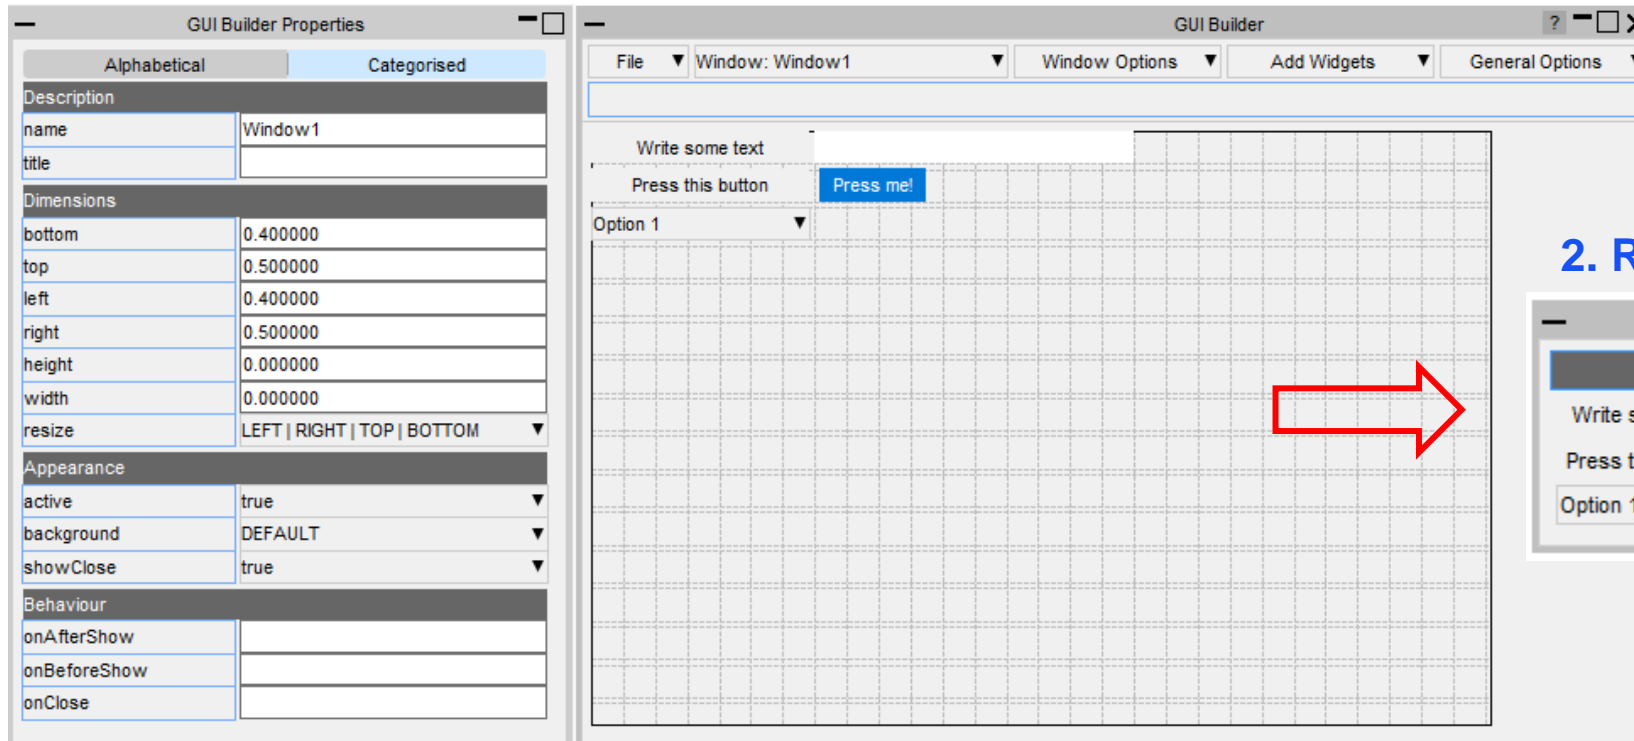 GUI Builder Properties
Alphabetical
Categorised
Description
name Window1
title
Dimensions
bottom 0.400000
top 0.500000
left 0.400000
right 0.500000
height 0.000000
width 0.000000
resize LEFT | RIGHT | TOP | BOTTOM
Appearance
active true
background DEFAULT
showClose true
Behaviour
onAfterShow
onBeforeShow
onClose
GUI Builder ?
File Window: Window1 Window Options Add Widgets General Options
Write some text
Press this button Press me!
Option 1
2. R
Write s
Press t
Option 1